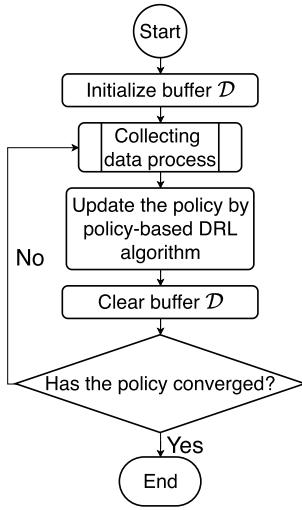 Start
Initialize buffer 𝒟
Collecting
data process
Update the policy by
policy-based DRL
algorithm
No
Clear buffer 𝒟
Has the policy converged?
Yes
End